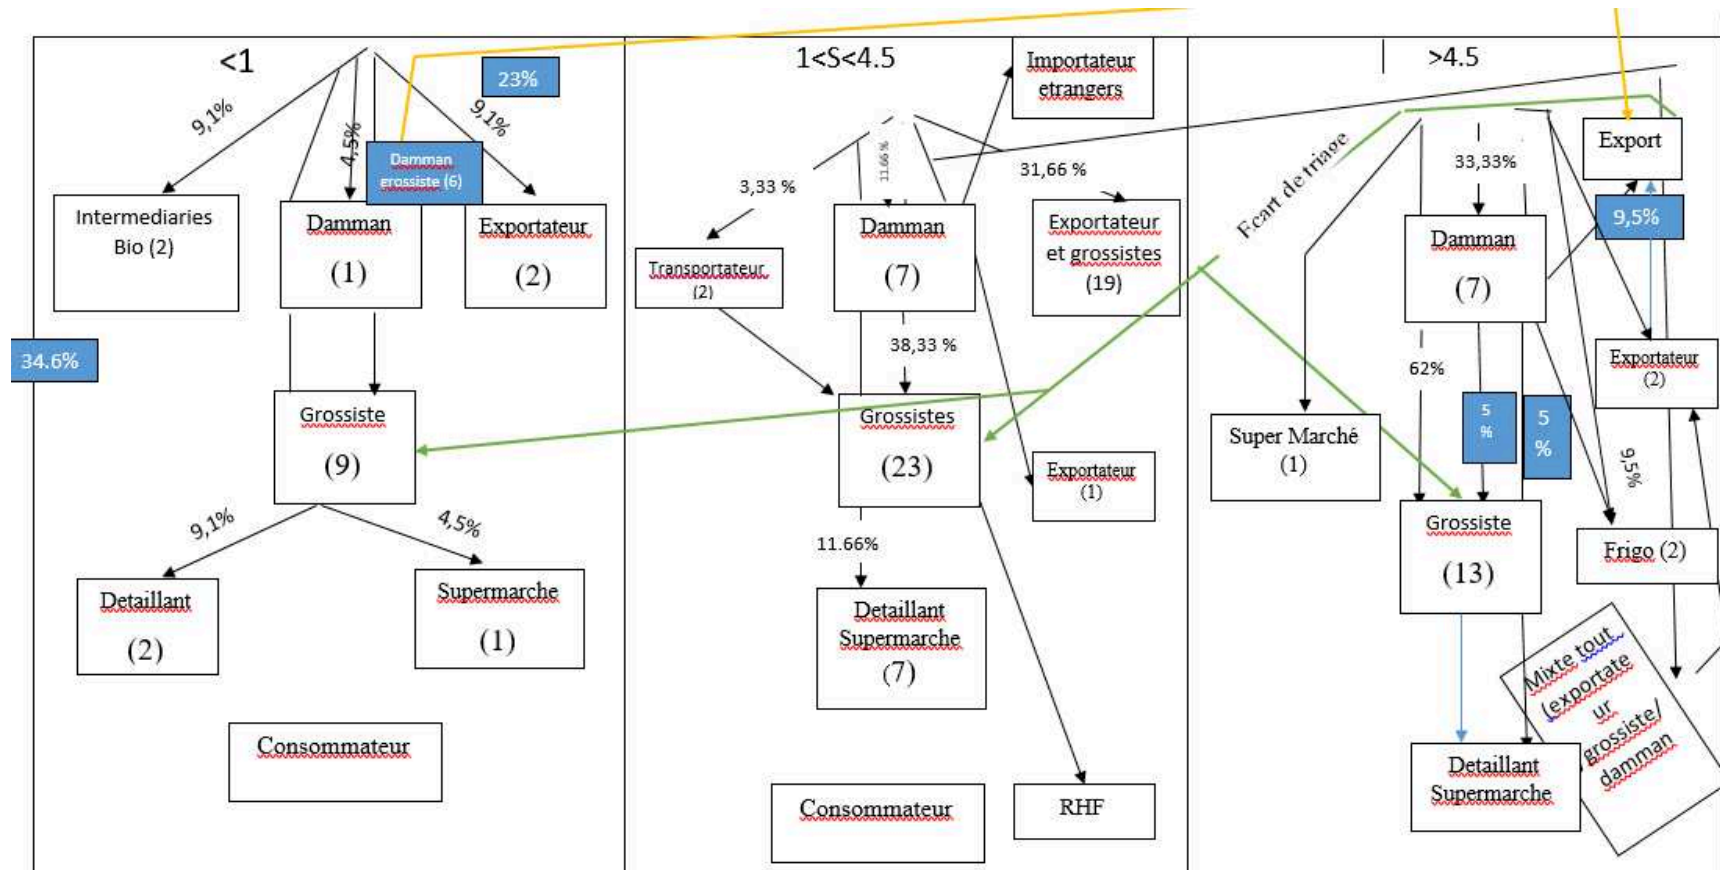 <1
23%
9,1%
4,5%
9,1%
Damman
grossiste (6)
Intermediaries
Bio (2)
Damman
(1)
Exportateur
(2)
34.6%
Grossiste
(9)
9,1%
4,5%
Detaillant
(2)
Supermarche
(1)
Consommateur
1<S<4.5
Importateur
etrangers
3,33 %
11.66 %
31,66 %
Transportateur
(2)
Damman
(7)
Exportateur
et grossistes
(19)
38,33 %
Grossistes
(23)
Exportateur
(1)
11.66%
Detaillant
Supermarche
(7)
Consommateur
RHF
>4.5
Ecart de triage
33,33%
Export
9,5%
Damman
(7)
62%
Exportateur
(2)
5
%
5
%
Super Marché
(1)
9,5%
Grossiste
(13)
Frigo (2)
Mixte tout
(exportate
ur
grossiste/
damman
Detaillant
Supermarche